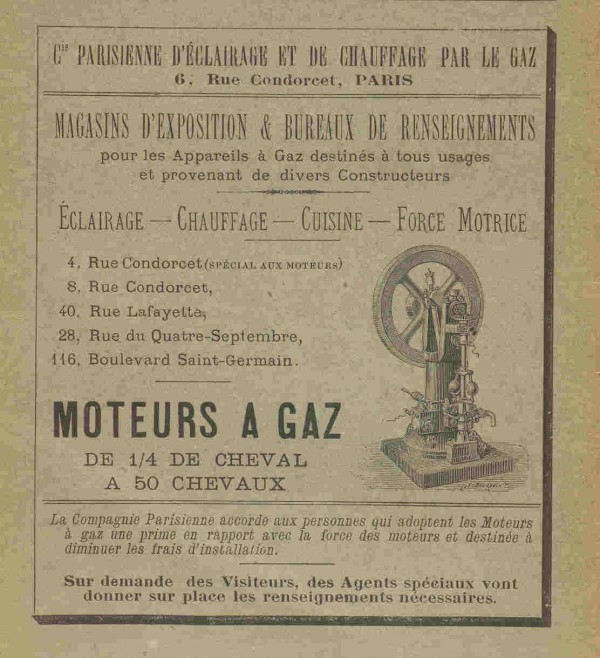 Cie PARISIENNE D'ÉCLAIRAGE ET DE CHAUFFAGE PAR LE GAZ
6, Rue Condorcet, PARIS
MAGASINS D'EXPOSITION & BUREAUX DE RENSEIGNEMENTS
pour les Appareils à Gaz destinés à tous usages
et provenant de divers Constructeurs
ÉCLAIRAGE — CHAUFFAGE — CUISINE — FORCE MOTRICE
4, Rue Condorcet (SPÉCIAL AUX MOTEURS)
8, Rue Condorcet,
40, Rue Lafayette,
28, Rue du Quatre-Septembre,
116, Boulevard Saint-Germain.
MOTEURS A GAZ
DE 1/4 DE CHEVAL
A 50 CHEVAUX
La Compagnie Parisienne accorde aux personnes qui adoptent les Moteurs
à gaz une prime en rapport avec la force des moteurs et destinée à
diminuer les frais d'installation.
Sur demande des Visiteurs, des Agents spéciaux vont
donner sur place les renseignements nécessaires.